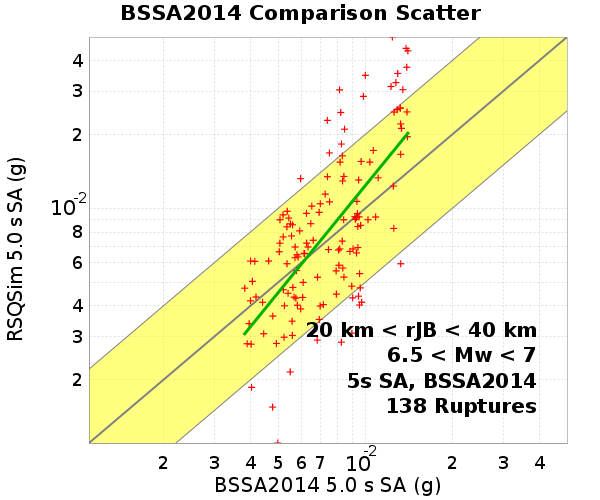 BSSA2014 Comparison Scatter
RSQSim 5.0 s SA (g)
4
3
2
10^-2
8
6
4
3
2
20 km < rJB < 40 km
6.5 < Mw < 7
5s SA, BSSA2014
138 Ruptures
2 3 4 5 6 7 10^-2 2 3 4
BSSA2014 5.0 s SA (g)